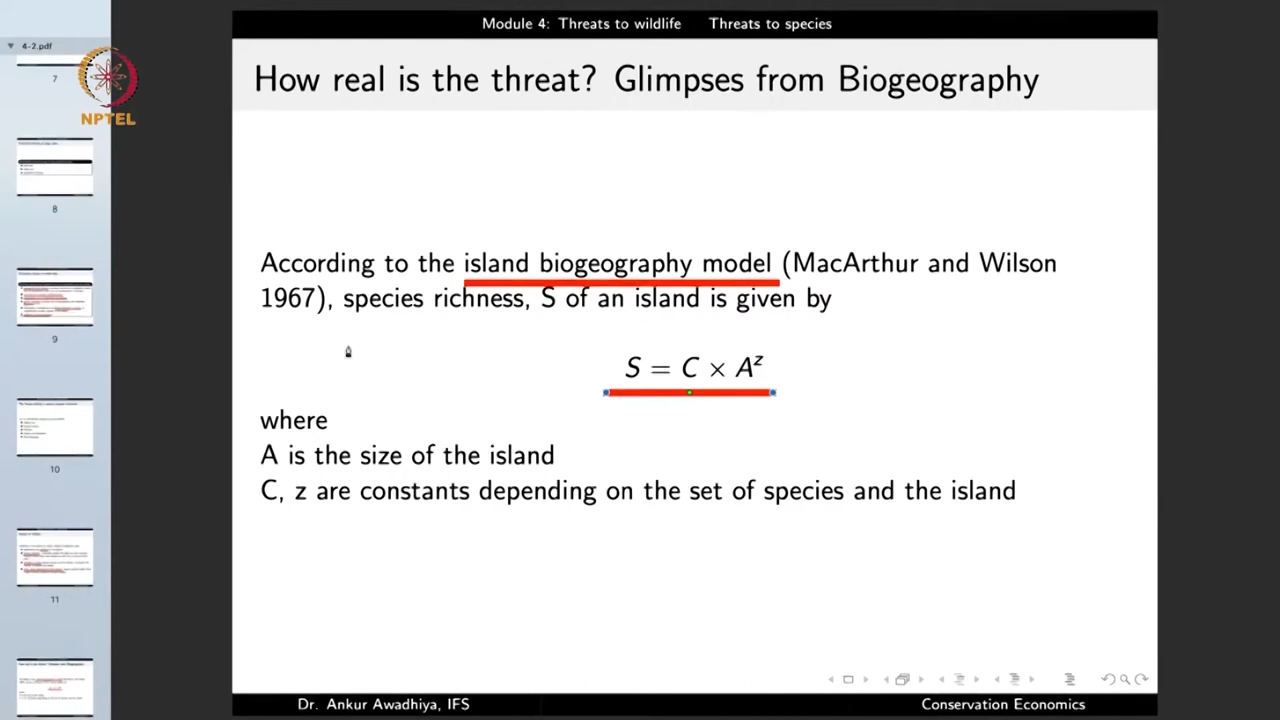 Module 4: Threats to wildlife Threats to species
4-2.pdf
NPTEL
7
8
9
10
11
How real is the threat? Glimpses from Biogeography
According to the island biogeography model (MacArthur and Wilson
1967), species richness, S of an island is given by
S = C × A^z
where
A is the size of the island
C, z are constants depending on the set of species and the island
Dr. Ankur Awadhiya, IFS Conservation Economics